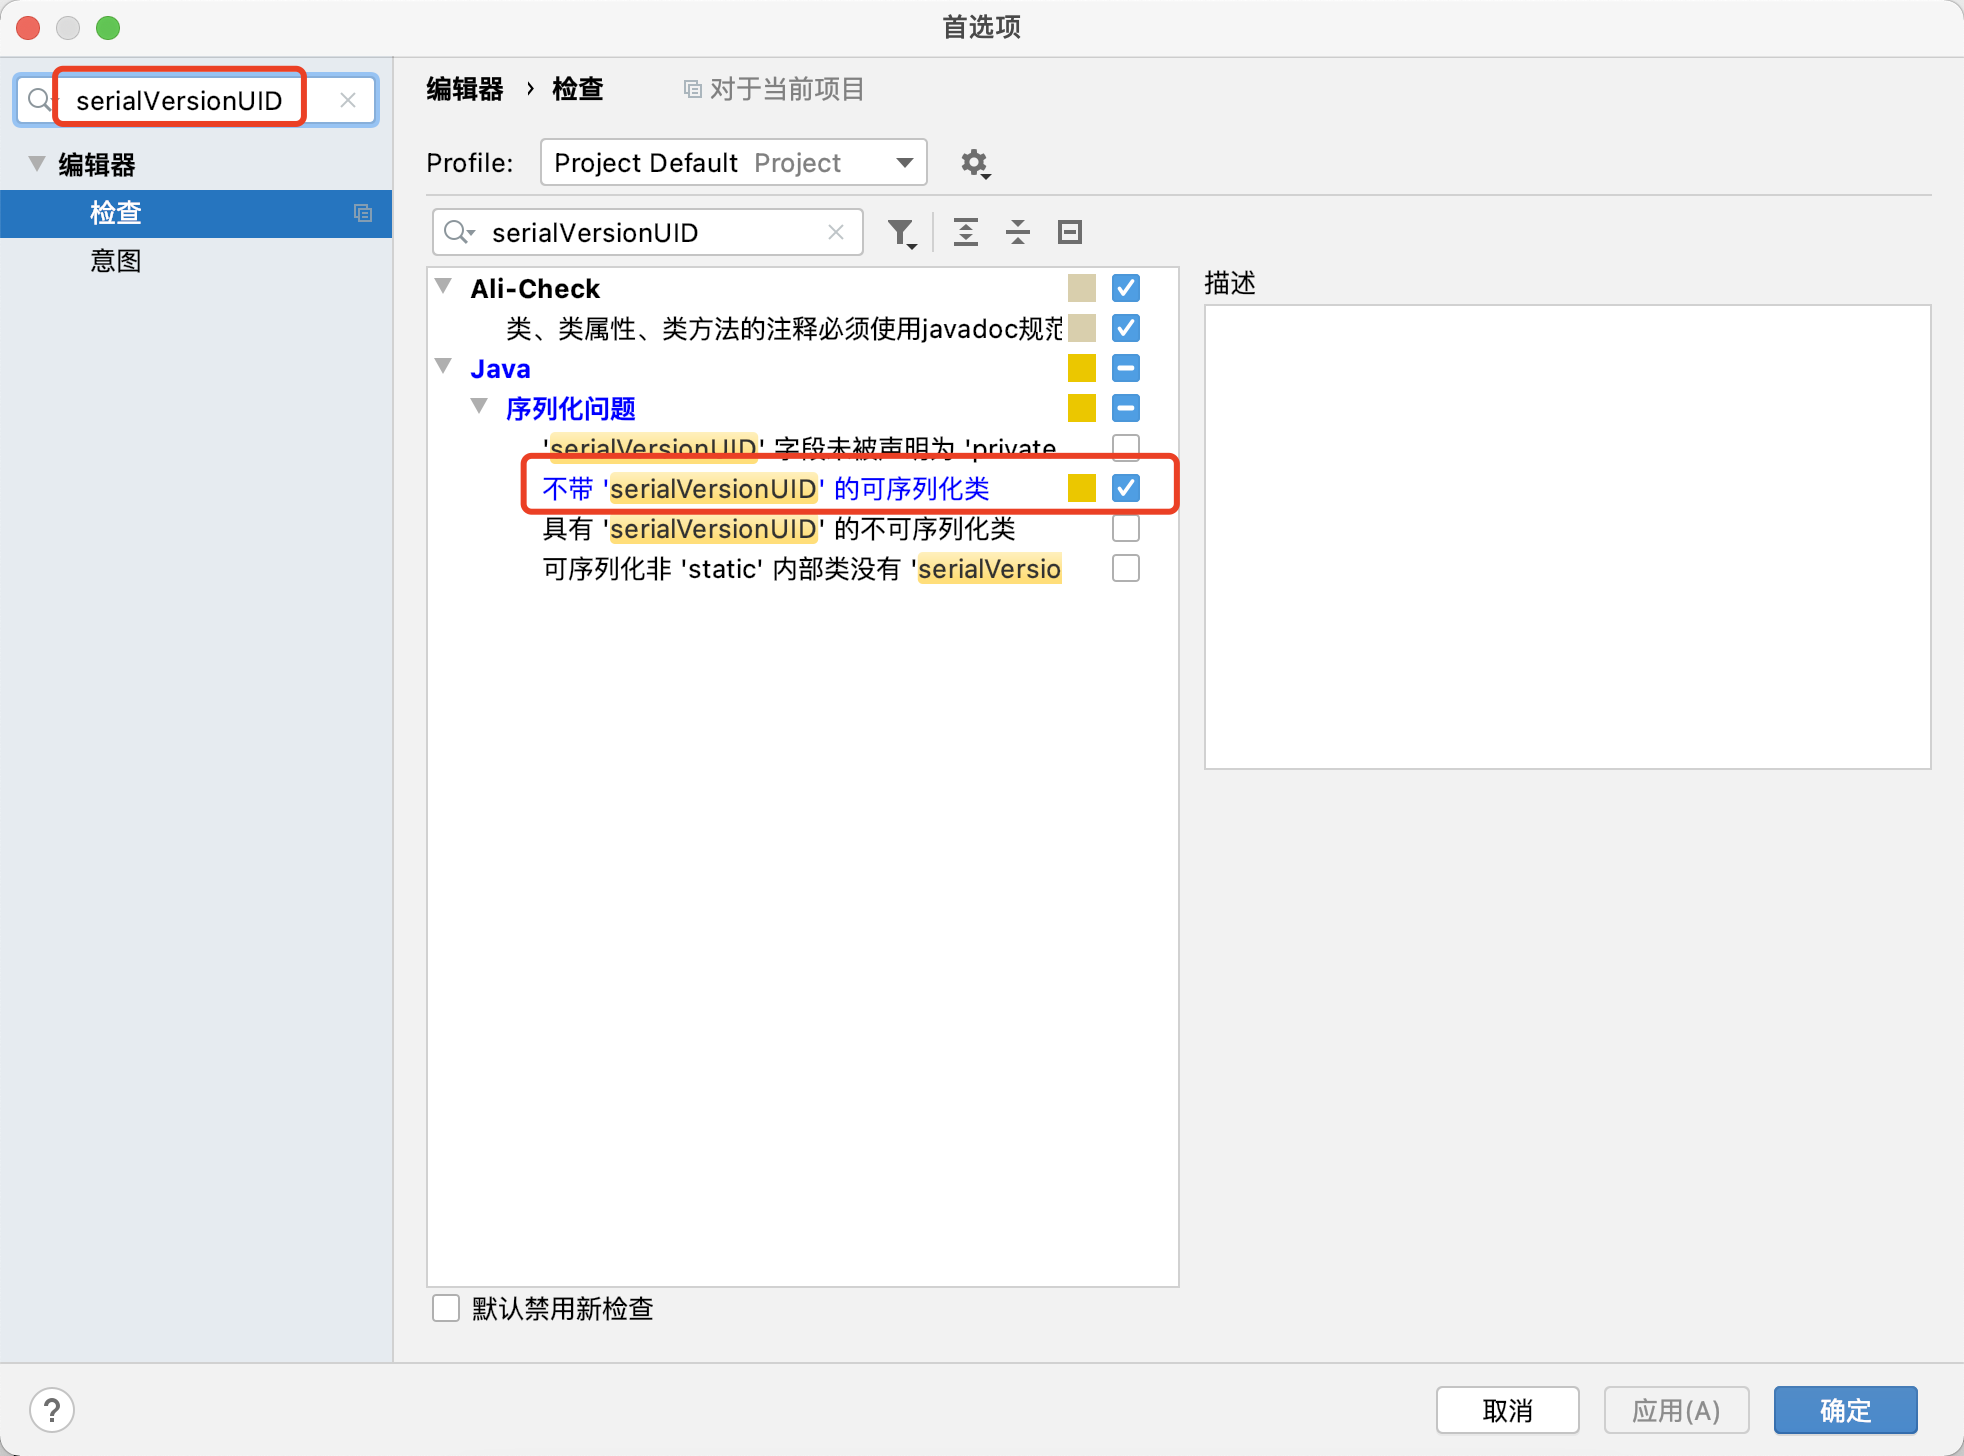 首选项
serialVersionUID
编辑器
检查
意图
编辑器 › 检查 对于当前项目
Profile: Project Default Project
serialVersionUID
Ali-Check
类、类属性、类方法的注释必须使用javadoc规范
Java
序列化问题
'serialVersionUID' 字段未被声明为 'private
不带 'serialVersionUID' 的可序列化类
具有 'serialVersionUID' 的不可序列化类
可序列化非 'static' 内部类没有 'serialVersio
描述
默认禁用新检查
?
取消
应用(A)
确定